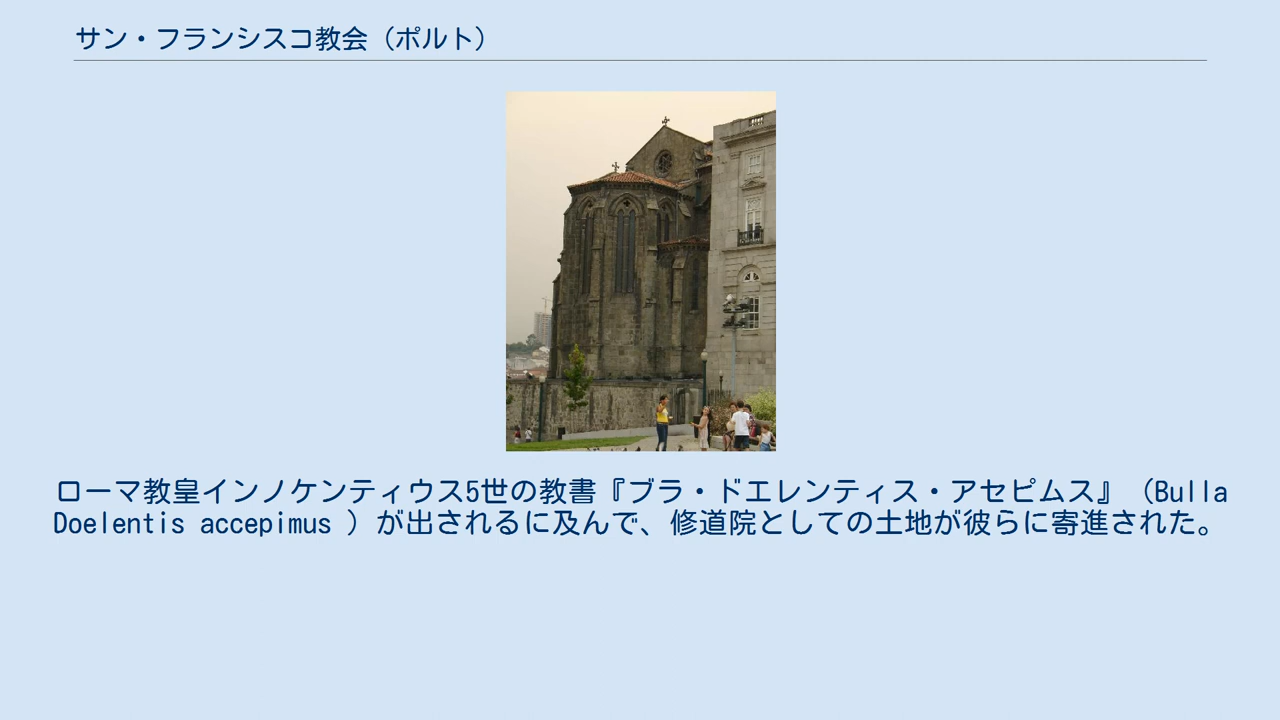 サン・フランシスコ教会（ポルト）
ローマ教皇インノケンティウス5世の教書『ブラ・ドエレンティス・アセピムス』（Bulla
Doelentis accepimus ）が出されるに及んで、修道院としての土地が彼らに寄進された。